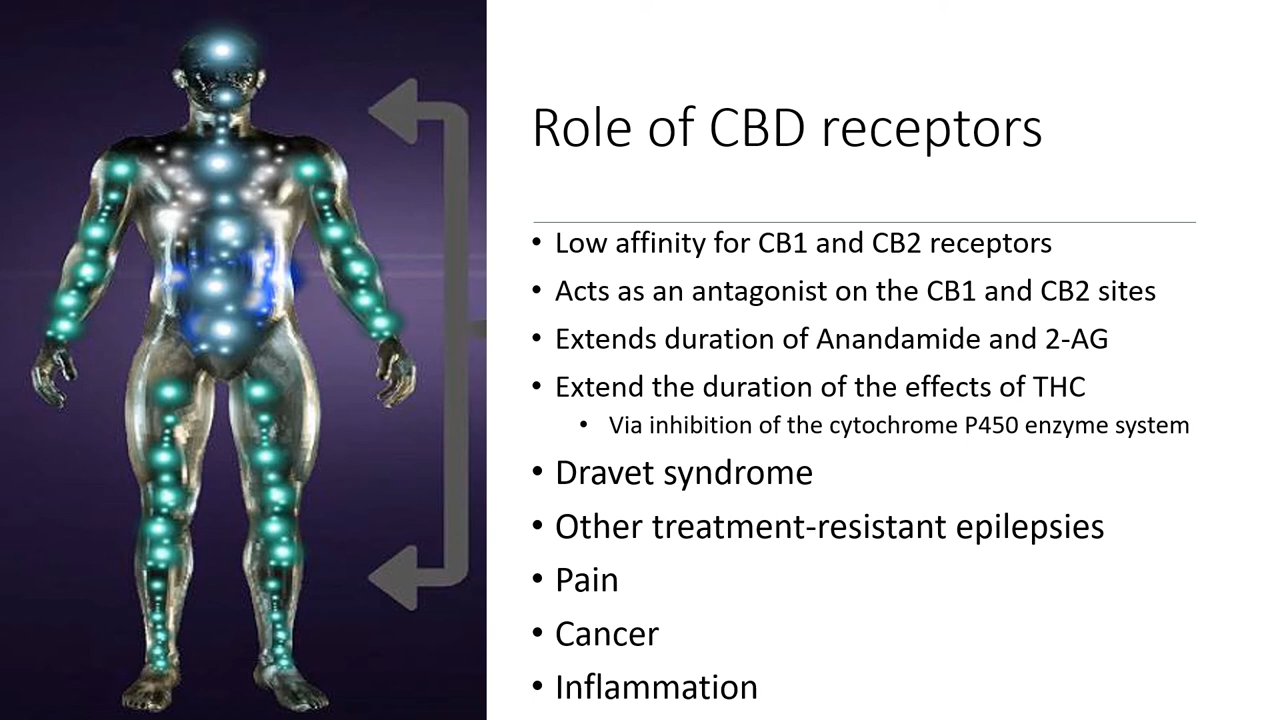 Role of CBD receptors
• Low affinity for CB1 and CB2 receptors
• Acts as an antagonist on the CB1 and CB2 sites
• Extends duration of Anandamide and 2-AG
• Extend the duration of the effects of THC
• Via inhibition of the cytochrome P450 enzyme system
• Dravet syndrome
• Other treatment-resistant epilepsies
• Pain
• Cancer
• Inflammation